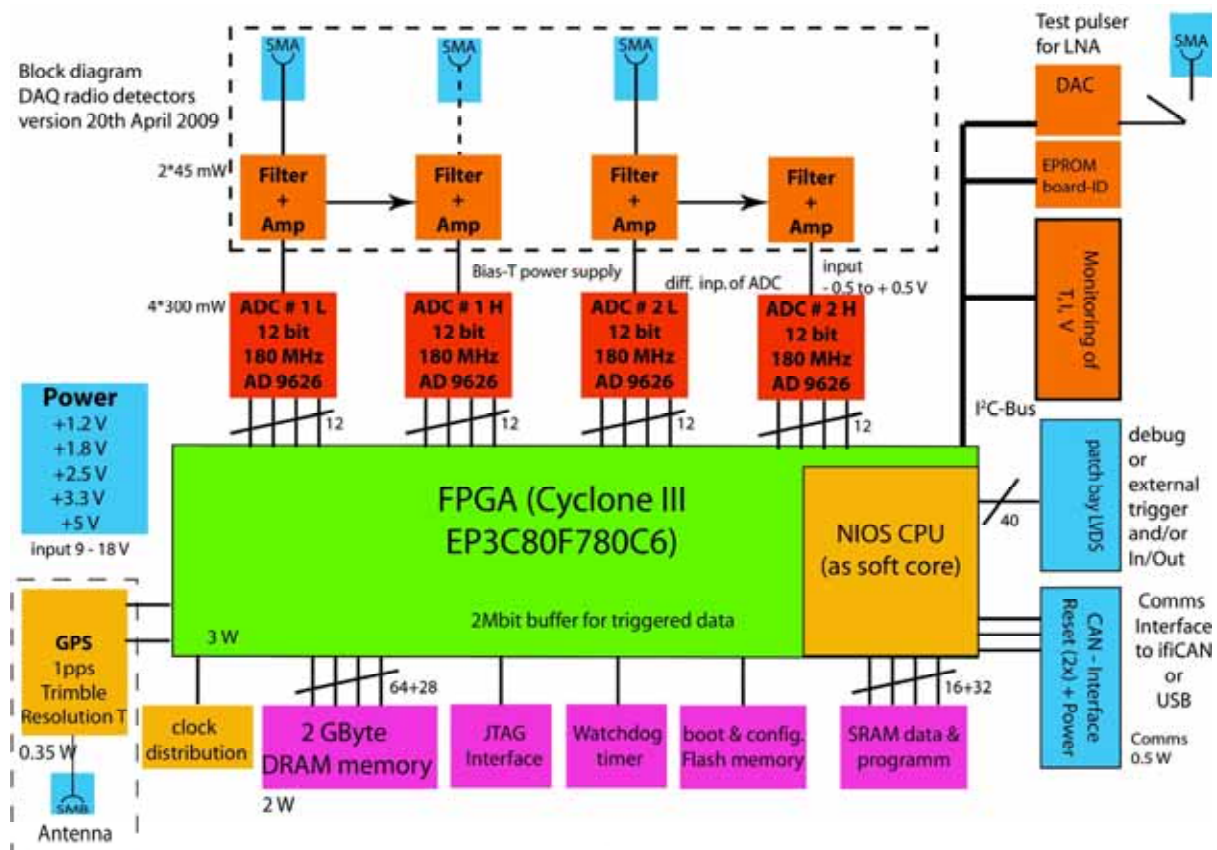 Block diagram
DAQ radio detectors
version 20th April 2009
SMA
SMA
SMA
Test pulser
for LNA
SMA
DAC
EPROM
board-ID
Monitoring of
T, I, V
2*45 mW
Filter
+
Amp
Filter
+
Amp
Filter
+
Amp
Filter
+
Amp
Bias-T power supply
diff. inp. of ADC
input
- 0.5 to + 0.5 V
4*300 mW
ADC # 1 L
12 bit
180 MHz
AD 9626
ADC # 1 H
12 bit
180 MHz
AD 9626
ADC # 2 L
12 bit
180 MHz
AD 9626
ADC # 2 H
12 bit
180 MHz
AD 9626
12
12
12
12
I²C-Bus
Power
+1.2 V
+1.8 V
+2.5 V
+3.3 V
+5 V
input 9 - 18 V
FPGA (Cyclone III
EP3C80F780C6)
2Mbit buffer for triggered data
3 W
NIOS CPU
(as soft core)
40
patch bay LVDS
debug
or
external
trigger
and/or
In/Out
CAN - Interface
Reset (2x) + Power
Comms
Interface
to ifiCAN
or
USB
Comms
0.5 W
GPS
1pps
Trimble
Resolution T
0.35 W
SMB
Antenna
clock
distribution
64+28
2 GByte
DRAM memory
2 W
JTAG
Interface
Watchdog
timer
boot & config.
Flash memory
16+32
SRAM data &
programm